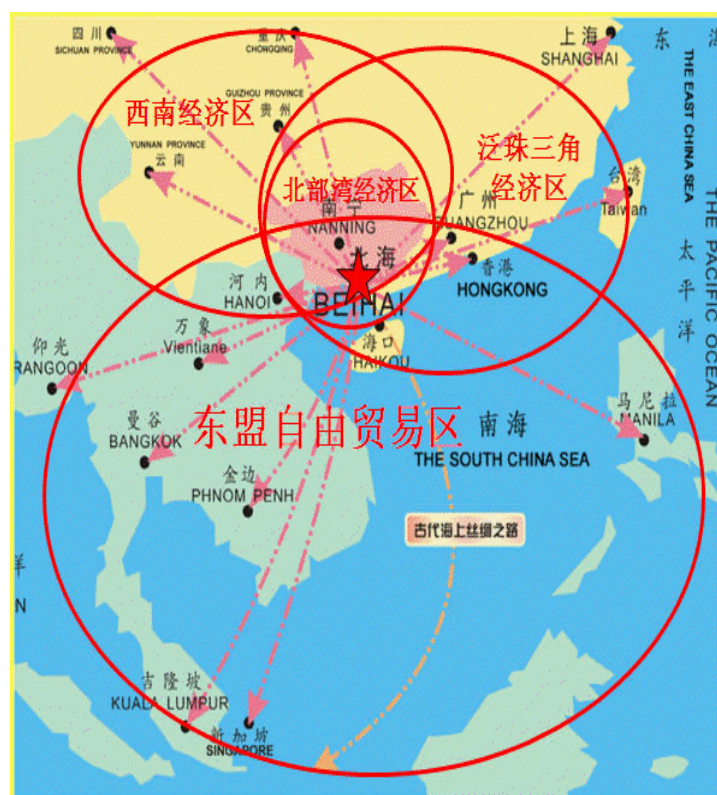 四川
SICHUAN PROVINCE
重庆
CHONGQING
上海
SHANGHAI
东
THE EAST CHINA SEA
西南经济区
GUIZHOU PROVINCE
贵州
YUNNAN PROVINCE
云南
泛珠三角
经济区
北部湾经济区
南宁
NANNING
广州
GUANGZHOU
台湾
Taiwan
太平洋
THE PACIFIC OCEAN
北海
BEIHAI
香港
HONGKONG
河内
HANOI
海口
HAIKOU
万象
Vientiane
仰光
RANGOON
曼谷
BANGKOK
东盟自由贸易区
南海
THE SOUTH CHINA SEA
马尼拉
MANILA
金边
PHNOM PENH
古代海上丝绸之路
洋
N
吉隆坡
KUALA LUMPUR
新加坡
SINGAPORE